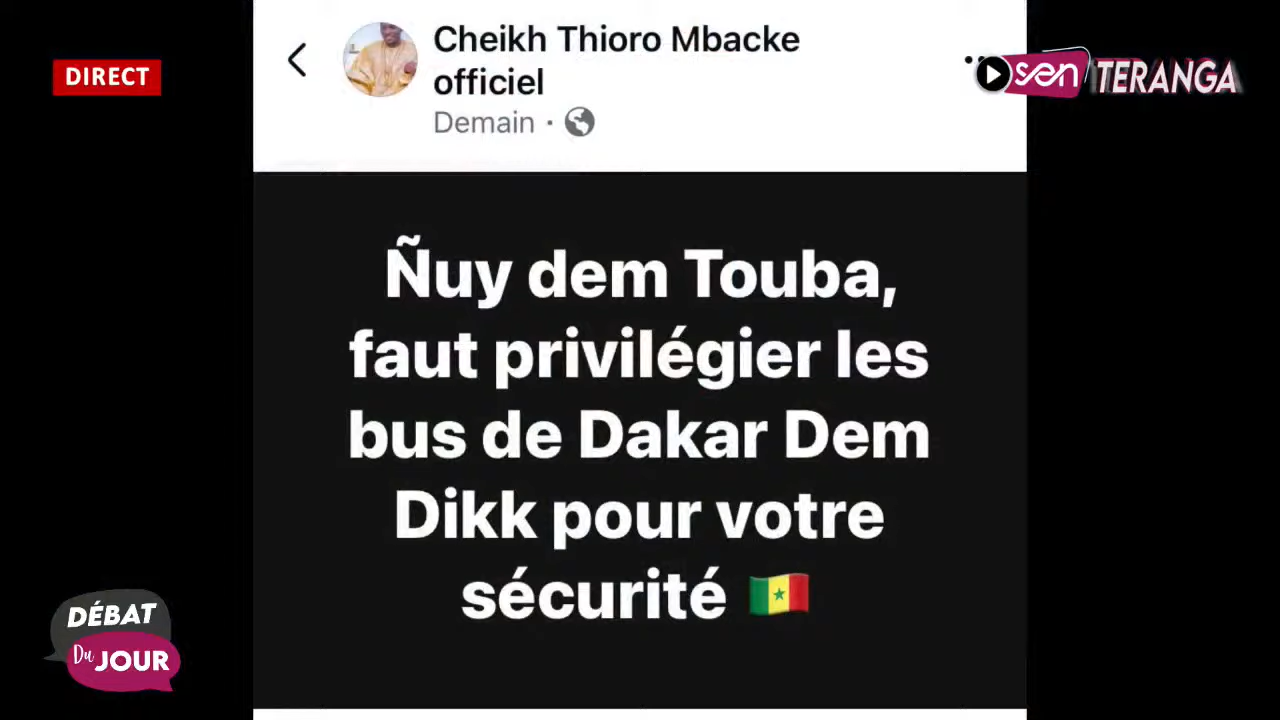 DIRECT
Cheikh Thioro Mbacke
officiel
Demain ·
sen TERANGA
Ñuy dem Touba,
faut privilégier les
bus de Dakar Dem
Dikk pour votre
sécurité 🇸🇳
DÉBAT
Du JOUR